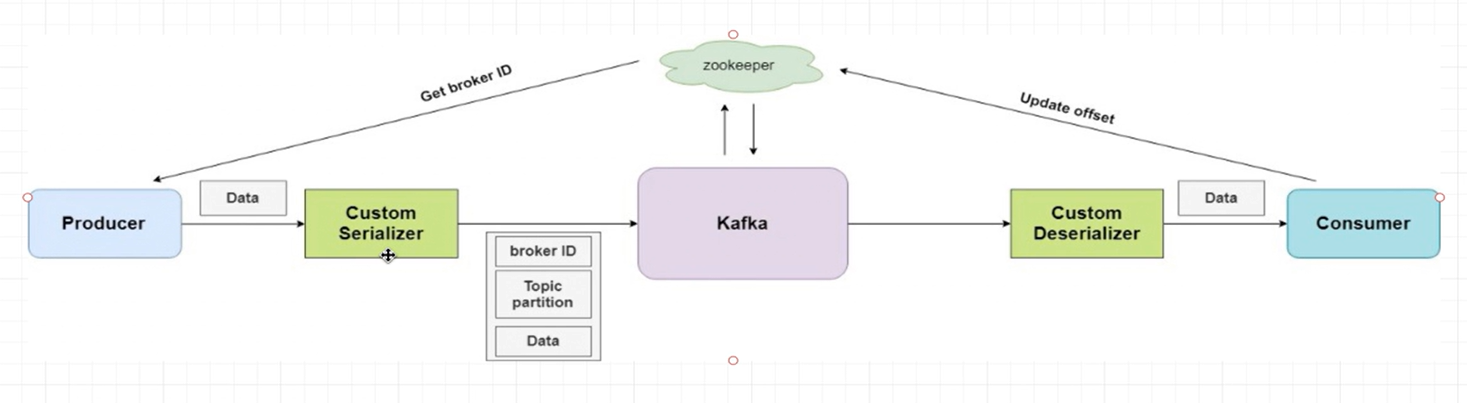 zookeeper
Get broker ID
Update offset
Producer
Data
Custom
Serializer
Kafka
Custom
Deserializer
Data
Consumer
broker ID
Topic
partition
Data